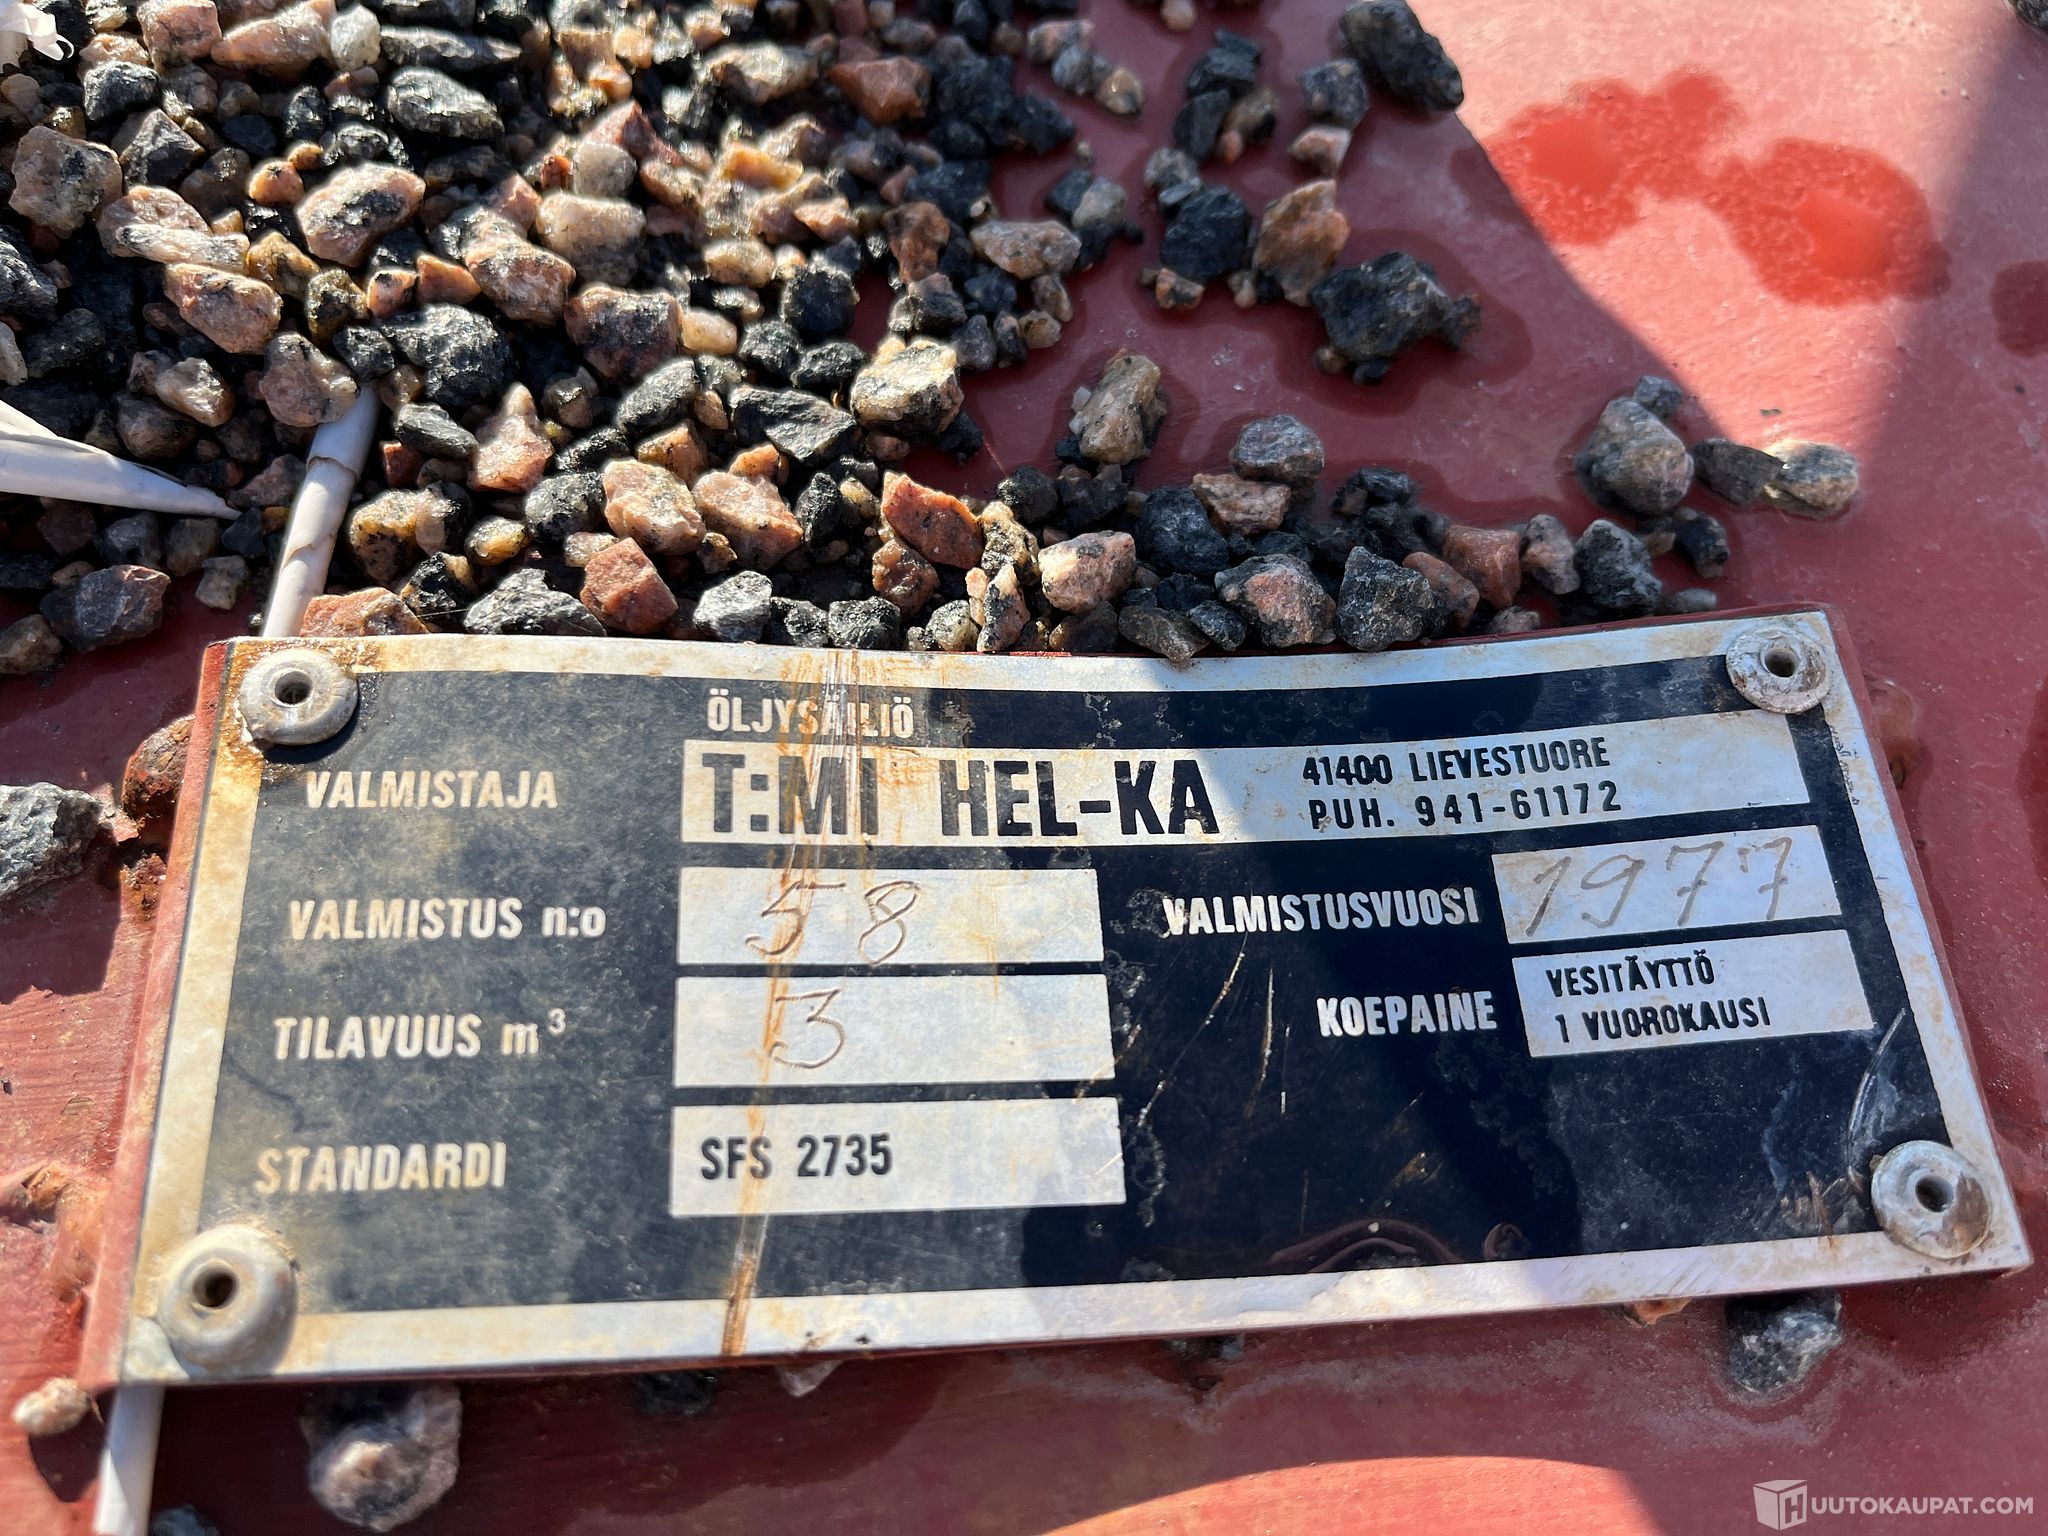 ÖLJYSÄILIÖ
VALMISTAJA T:MI HEL-KA 41400 LIEVESTUORE
PUH. 941-61172
VALMISTUS n:o 58 VALMISTUSVUOSI 1977
TILAVUUS m³ 3 KOEPAINE VESITÄYTTÖ
1 VUOROKAUSI
STANDARDI SFS 2735
HUUTOKAUPAT.COM